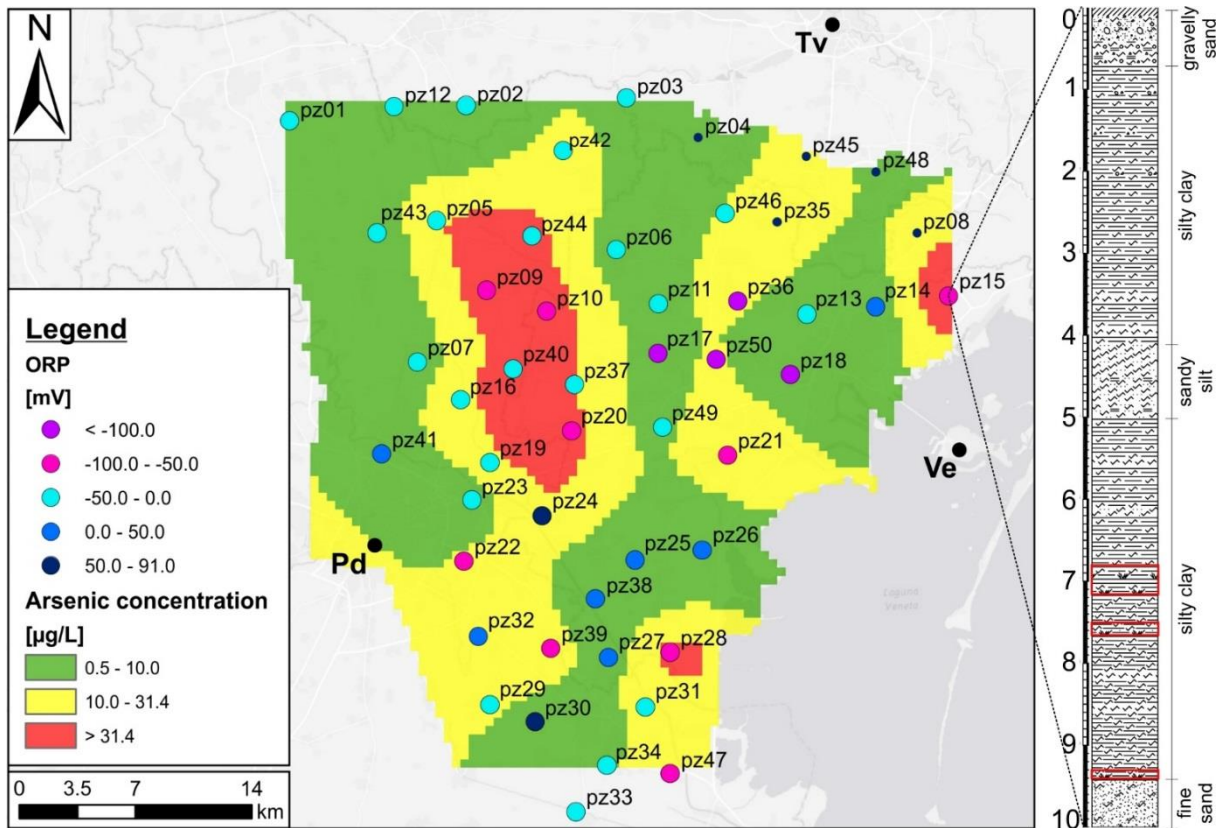 N
Tv
pz03
pz12
pz02
pz01
pz04
pz42
pz45
pz48
pz43
pz05
pz46
pz35
pz44
pz06
pz08
pz09
pz10
pz11
pz36
pz13
pz14
pz15
pz07
pz40
pz17
pz50
pz18
pz16
pz37
pz20
pz49
pz41
pz19
pz21
Ve
pz23
pz24
Pd
pz22
pz25
pz26
pz38
pz32
pz39
pz27
pz28
pz29
pz30
pz31
pz34
pz47
pz33
Laguna
Veneta
Legend
ORP
[mV]
< -100.0
-100.0 - -50.0
-50.0 - 0.0
0.0 - 50.0
50.0 - 91.0
Arsenic concentration
[µg/L]
0.5 - 10.0
10.0 - 31.4
> 31.4
0 3.5 7 14
km
0
1
2
3
4
5
6
7
8
9
10
gravelly
sand
silty clay
sandy
silt
silty clay
fine
sand